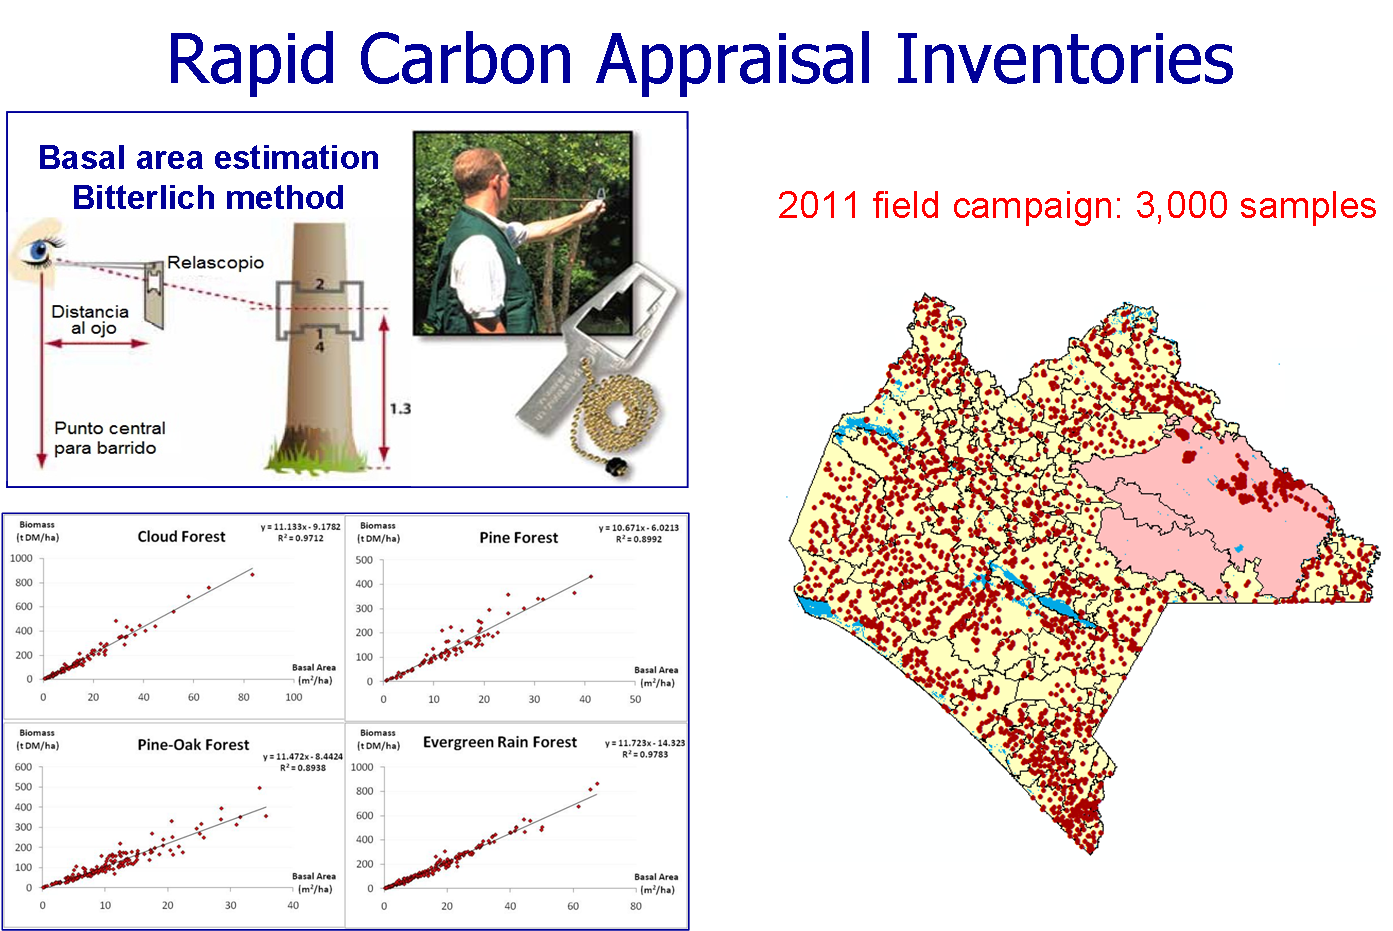 Rapid Carbon Appraisal Inventories
Basal area estimation
Bitterlich method
Relascopio
Distancia
al ojo
Punto central
para barrido
2
1
4
1.3
2011 field campaign: 3,000 samples
Biomass
(t DM/ha)
Cloud Forest
y = 11.133x - 9.1782
R² = 0.9712
1000
800
600
400
200
0
Basal Area
(m²/ha)
0 20 40 60 80 100
Biomass
(t DM/ha)
Pine Forest
y = 10.671x - 6.0213
R² = 0.8992
500
400
300
200
100
0
Basal Area
(m²/ha)
0 10 20 30 40 50
Biomass
(t DM/ha)
Pine-Oak Forest
y = 11.472x - 8.4424
R² = 0.8938
600
500
400
300
200
100
0
Basal Area
(m²/ha)
0 10 20 30 40
Biomass
(t DM/ha)
Evergreen Rain Forest
y = 11.723x - 14.323
R² = 0.9783
1000
800
600
400
200
0
Basal Area
(m²/ha)
0 20 40 60 80